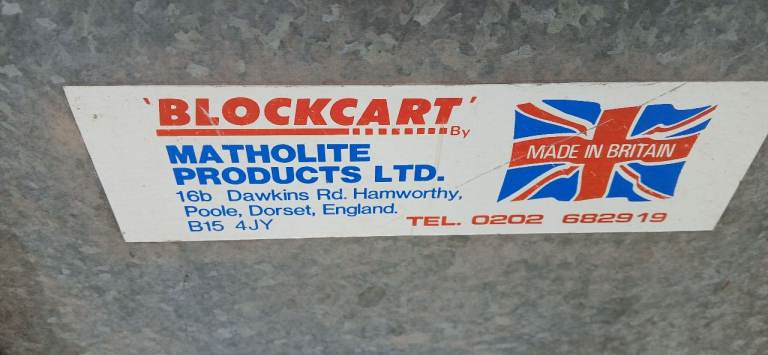 'BLOCKCART'
By
MATHOLITE
PRODUCTS LTD.
16b Dawkins Rd. Hamworthy,
Poole, Dorset, England.
B15 4JY
TEL. 0202 682919
MADE IN BRITAIN